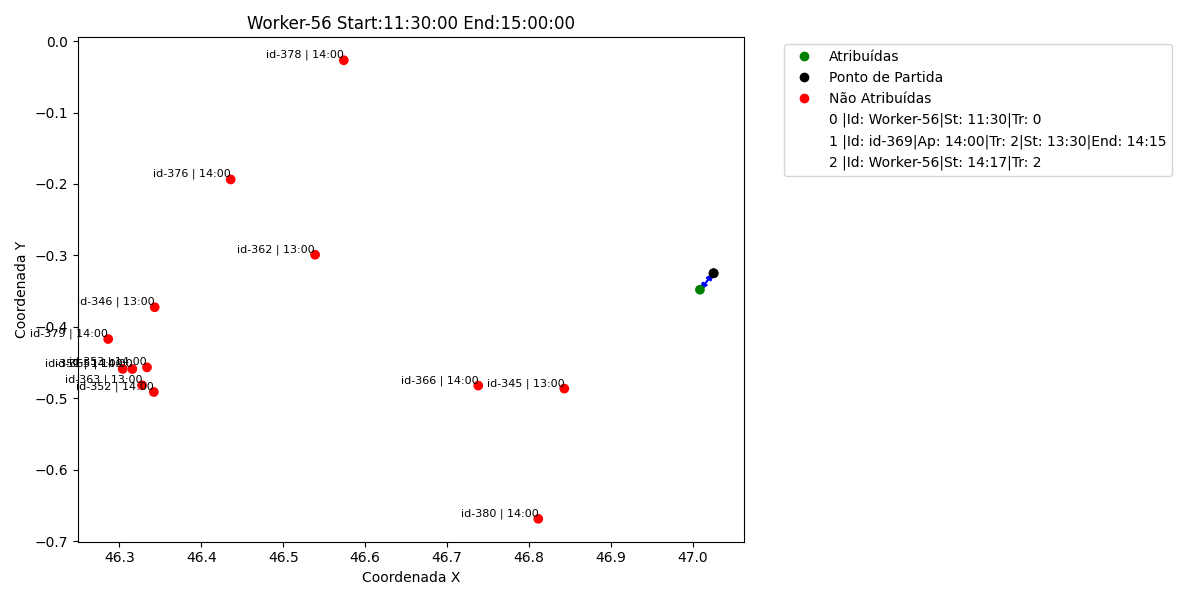 Worker-56 Start:11:30:00 End:15:00:00
0.0
−0.1
−0.2
−0.3
−0.4
−0.5
−0.6
−0.7
Coordenada Y
46.3
46.4
46.5
46.6
46.7
46.8
46.9
47.0
Coordenada X
id-378 | 14:00
id-376 | 14:00
id-362 | 13:00
d-346 | 13:00
id-379 | 14:00
id-363 | 13:00
id-352 | 14:00
id-366 | 14:00
id-345 | 13:00
id-380 | 14:00
Atribuídas
Ponto de Partida
Não Atribuídas
0 |Id: Worker-56|St: 11:30|Tr: 0
1 |Id: id-369|Ap: 14:00|Tr: 2|St: 13:30|End: 14:15
2 |Id: Worker-56|St: 14:17|Tr: 2